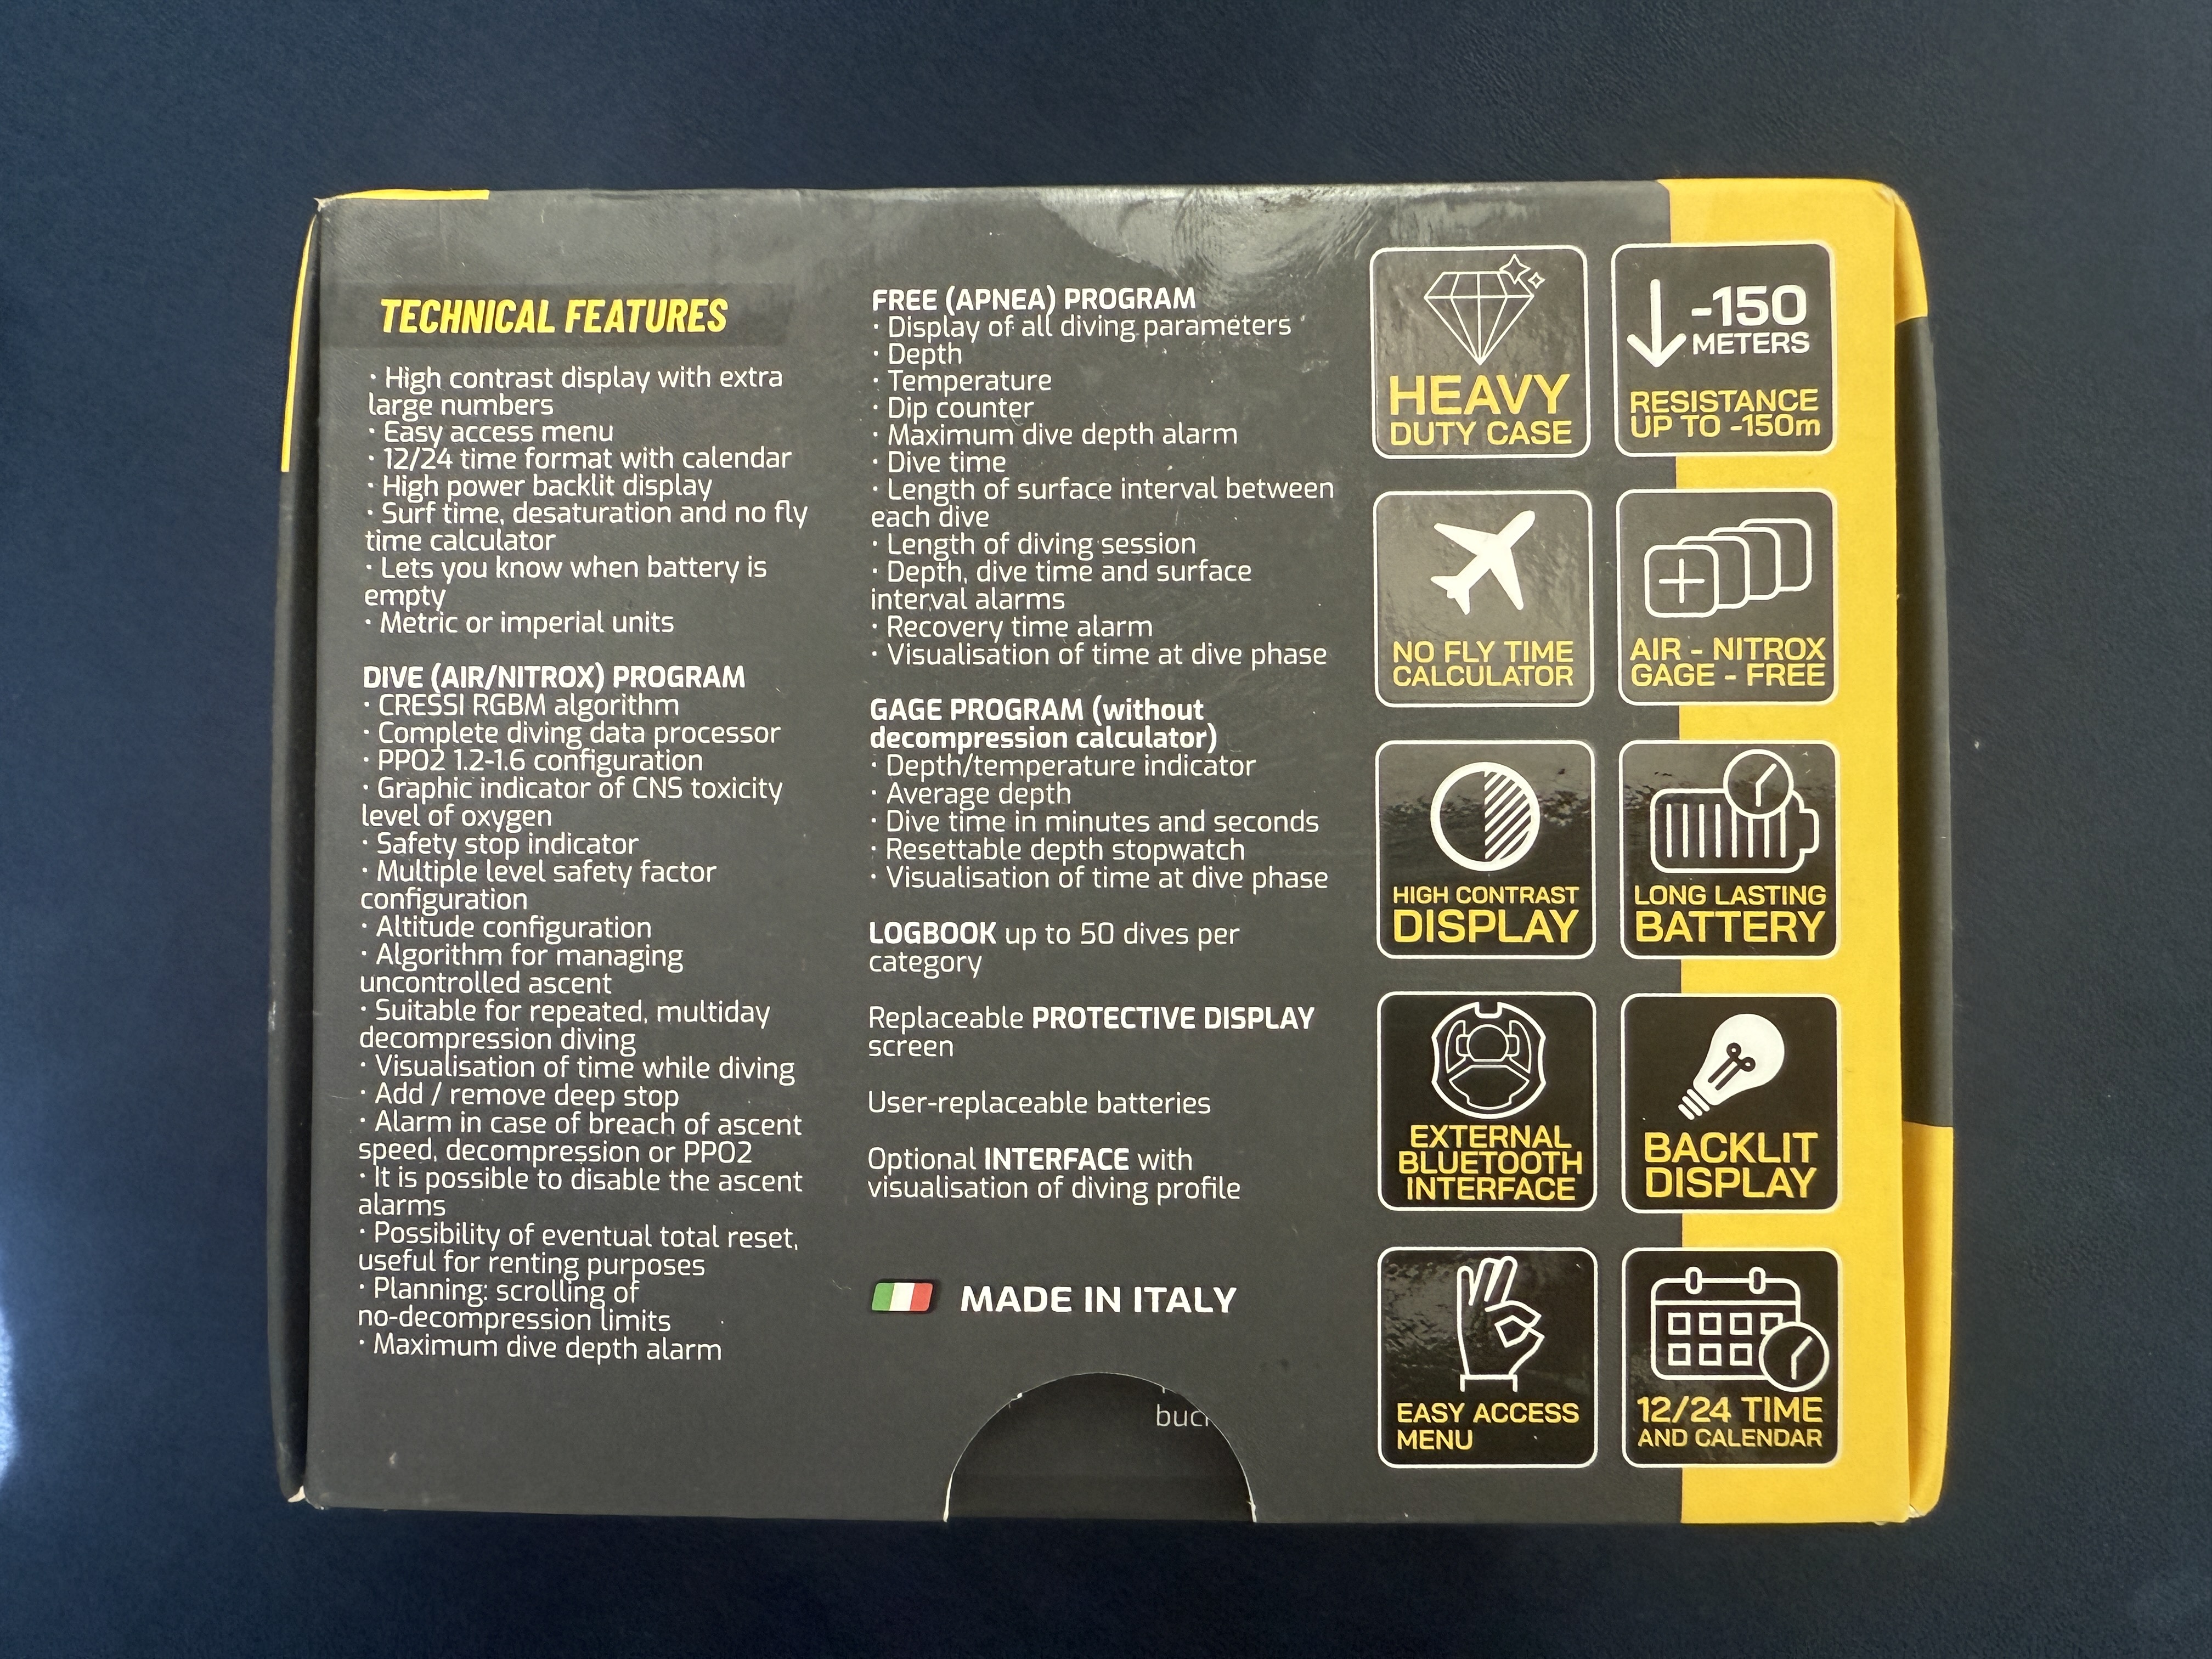 TECHNICAL FEATURES
· High contrast display with extra
large numbers
· Easy access menu
· 12/24 time format with calendar
· High power backlit display
· Surf time, desaturation and no fly
time calculator
· Lets you know when battery is
empty
· Metric or imperial units
DIVE (AIR/NITROX) PROGRAM
· CRESSI RGBM algorithm
· Complete diving data processor
· PPO2 1.2-1.6 configuration
· Graphic indicator of CNS toxicity
level of oxygen
· Safety stop indicator
· Multiple level safety factor
configuration
· Altitude configuration
· Algorithm for managing
uncontrolled ascent
· Suitable for repeated, multiday
decompression diving
· Visualisation of time while diving
· Add / remove deep stop
· Alarm in case of breach of ascent
speed, decompression or PPO2
· It is possible to disable the ascent
alarms
· Possibility of eventual total reset,
useful for renting purposes
· Planning: scrolling of
no-decompression limits
· Maximum dive depth alarm
FREE (APNEA) PROGRAM
· Display of all diving parameters
· Depth
· Temperature
· Dip counter
· Maximum dive depth alarm
· Dive time
· Length of surface interval between
each dive
· Length of diving session
· Depth, dive time and surface
interval alarms
· Recovery time alarm
· Visualisation of time at dive phase
GAGE PROGRAM (without
decompression calculator)
· Depth/temperature indicator
· Average depth
· Dive time in minutes and seconds
· Resettable depth stopwatch
· Visualisation of time at dive phase
LOGBOOK up to 50 dives per
category
Replaceable PROTECTIVE DISPLAY
screen
User-replaceable batteries
Optional INTERFACE with
visualisation of diving profile
MADE IN ITALY
HEAVY
DUTY CASE
-150
METERS
RESISTANCE
UP TO -150m
NO FLY TIME
CALCULATOR
AIR - NITROX
GAGE - FREE
HIGH CONTRAST
DISPLAY
LONG LASTING
BATTERY
EXTERNAL
BLUETOOTH
INTERFACE
BACKLIT
DISPLAY
EASY ACCESS
MENU
12/24 TIME
AND CALENDAR